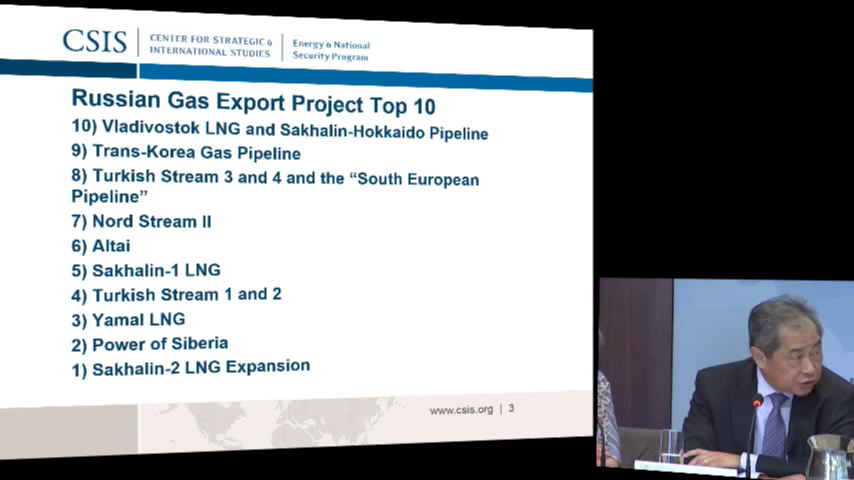 CSIS
CENTER FOR STRATEGIC &
INTERNATIONAL STUDIES
Energy & National
Security Program
Russian Gas Export Project Top 10
10) Vladivostok LNG and Sakhalin-Hokkaido Pipeline
9) Trans-Korea Gas Pipeline
8) Turkish Stream 3 and 4 and the “South European
Pipeline”
7) Nord Stream II
6) Altai
5) Sakhalin-1 LNG
4) Turkish Stream 1 and 2
3) Yamal LNG
2) Power of Siberia
1) Sakhalin-2 LNG Expansion
www.csis.org | 3